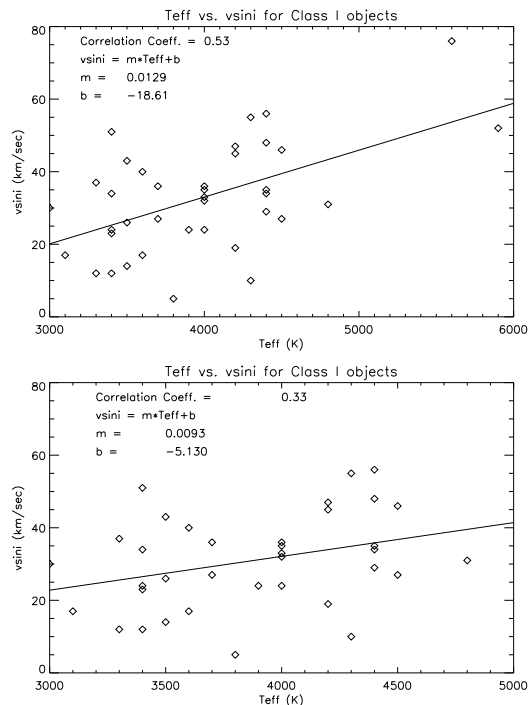 Teff vs. vsini for Class I objects
Correlation Coeff. = 0.53
vsini = m*Teff+b
m = 0.0129
b = -18.61
vsini (km/sec)
80
60
40
20
0
3000 4000 5000 6000
Teff (K)
Teff vs. vsini for Class I objects
Correlation Coeff. = 0.33
vsini = m*Teff+b
m = 0.0093
b = -5.130
vsini (km/sec)
80
60
40
20
0
3000 3500 4000 4500 5000
Teff (K)